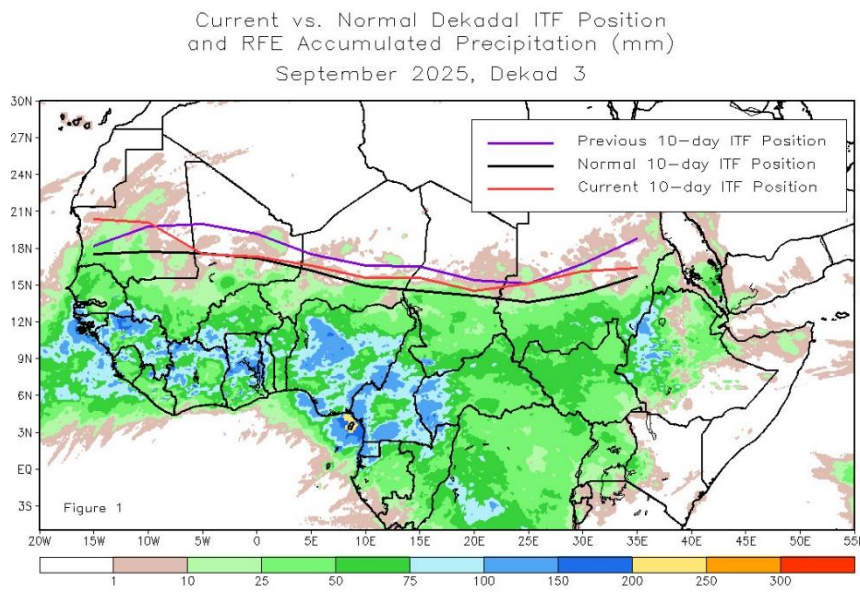 Current vs. Normal Dekadal ITF Position
and RFE Accumulated Precipitation (mm)
September 2025, Dekad 3
30N
27N
24N
21N
18N
15N
12N
9N
6N
3N
EQ
3S
Previous 10-day ITF Position
Normal 10-day ITF Position
Current 10-day ITF Position
Figure 1
20W 15W 10W 5W 0 5E 10E 15E 20E 25E 30E 35E 40E 45E 50E 55E
1 10 25 50 75 100 150 200 250 300